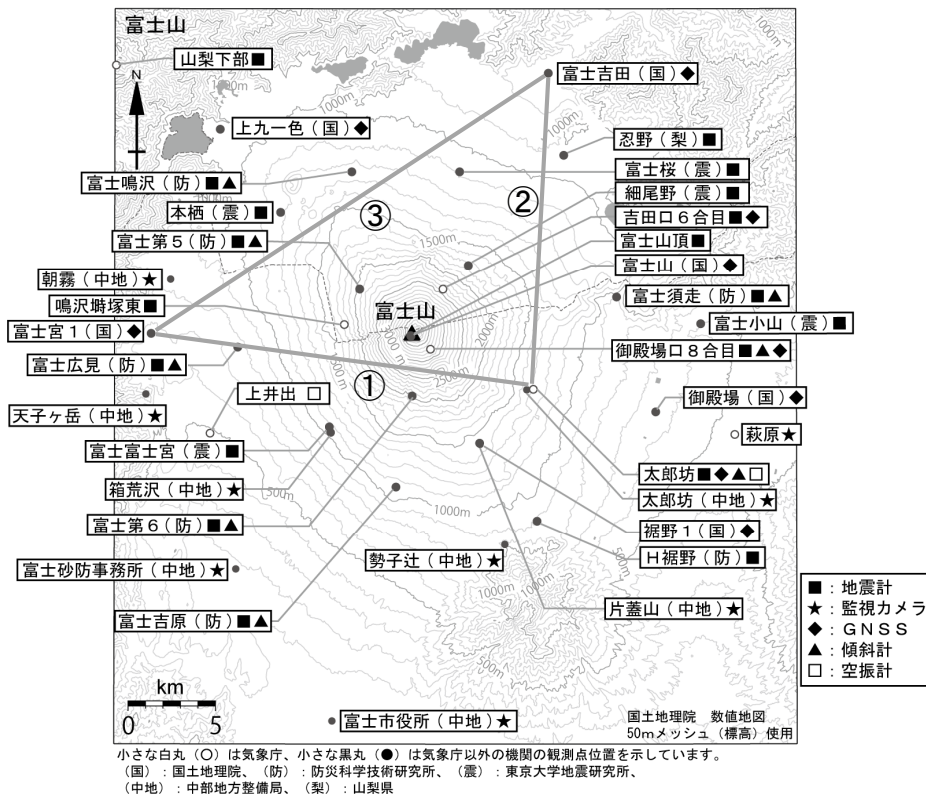 富士山
山梨下部■
1000m
N
1000m
富士吉田（国）◆
1000m
上九一色（国）◆
忍野（梨）■
富士桜（震）■
富士鳴沢（防）■▲
細尾野（震）■
本栖（震）■
②
吉田口６合目■◆
③
富士第５（防）■▲
1500m
富士山頂■
富士山（国）◆
朝霧（中地）★
富士須走（防）■▲
鳴沢塒塚東■
富士山
富士小山（震）■
富士宮１（国）◆
2000m
御殿場口８合目■▲◆
富士広見（防）■▲
2500m
①
上井出 □
御殿場（国）◆
天子ヶ岳（中地）★
萩原★
富士富士宮（震）■
太郎坊■◆▲□
箱荒沢（中地）★
500m
太郎坊（中地）★
1000m
富士第６（防）■▲
裾野１（国）◆
勢子辻（中地）★
Ｈ裾野（防）■
500m
富士砂防事務所（中地）★
1000m
片蓋山（中地）★
富士吉原（防）■▲
500m
■：地震計
★：監視カメラ
◆：ＧＮＳＳ
▲：傾斜計
□：空振計
km
0 5
富士市役所（中地）★
国土地理院　数値地図
50ｍメッシュ（標高）使用
小さな白丸（○）は気象庁、小さな黒丸（●）は気象庁以外の機関の観測点位置を示しています。
（国）：国土地理院、（防）：防災科学技術研究所、（震）：東京大学地震研究所、
（中地）：中部地方整備局、（梨）：山梨県